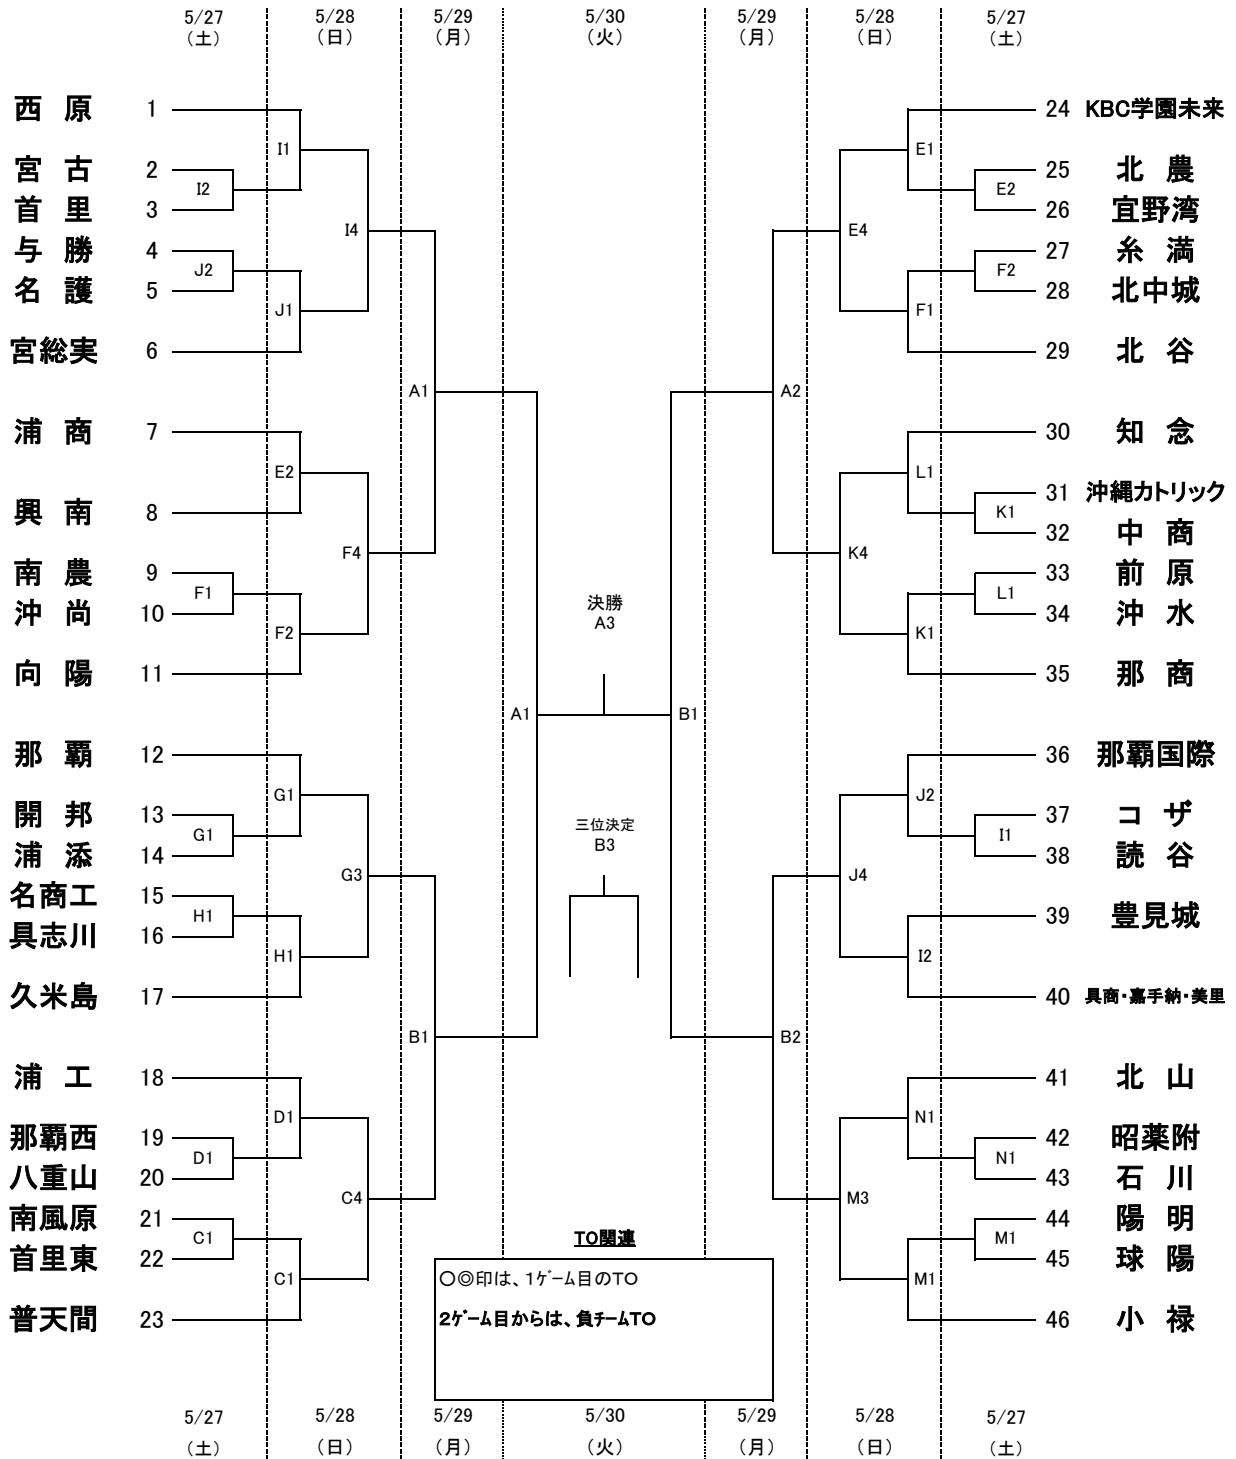 5/27 5/28 5/29 5/30 5/29 5/28 5/27
(土) (日) (月) (火) (月) (日) (土)
西原 1
24 KBC学園未来
I1
E1
宮古 2
25 北農
I2
E2
首里 3
26 宜野湾
I4
E4
与勝 4
27 糸満
J2
F2
名護 5
28 北中城
J1
F1
宮総実 6
29 北谷
A1
A2
浦商 7
30 知念
E2
L1
31 沖縄カトリック
興南 8
K1
32 中商
F4
K4
南農 9
33 前原
F1
L1
沖尚 10
34 沖水
決勝
A3
F2
K1
向陽 11
35 那商
A1
B1
那覇 12
36 那覇国際
G1
J2
開邦 13
37 コザ
G1
I1
浦添 14
38 読谷
三位決定
B3
G3
J4
名商工 15
H1
39 豊見城
具志川 16
H1
I2
久米島 17
40 具商・嘉手納・美里
B1
B2
浦工 18
41 北山
D1
N1
那覇西 19
42 昭薬附
D1
N1
八重山 20
43 石川
C4
M3
南風原 21
44 陽明
C1
M1
首里東 22
45 球陽
C1
M1
普天間 23
46 小禄
TO関連
○◎印は、1ゲーム目のTO
2ゲーム目からは、負チームTO
5/27 5/28 5/29 5/30 5/29 5/28 5/27
(土) (日) (月) (火) (月) (日) (土)